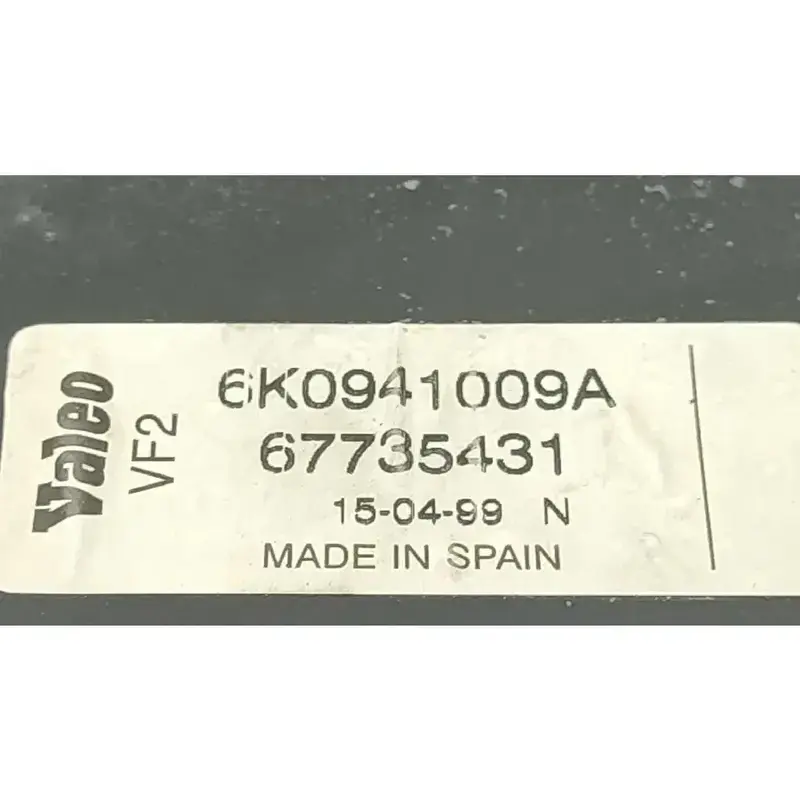 Valeo
VF2
6K0941009A
67735431
15-04-99 N
MADE IN SPAIN